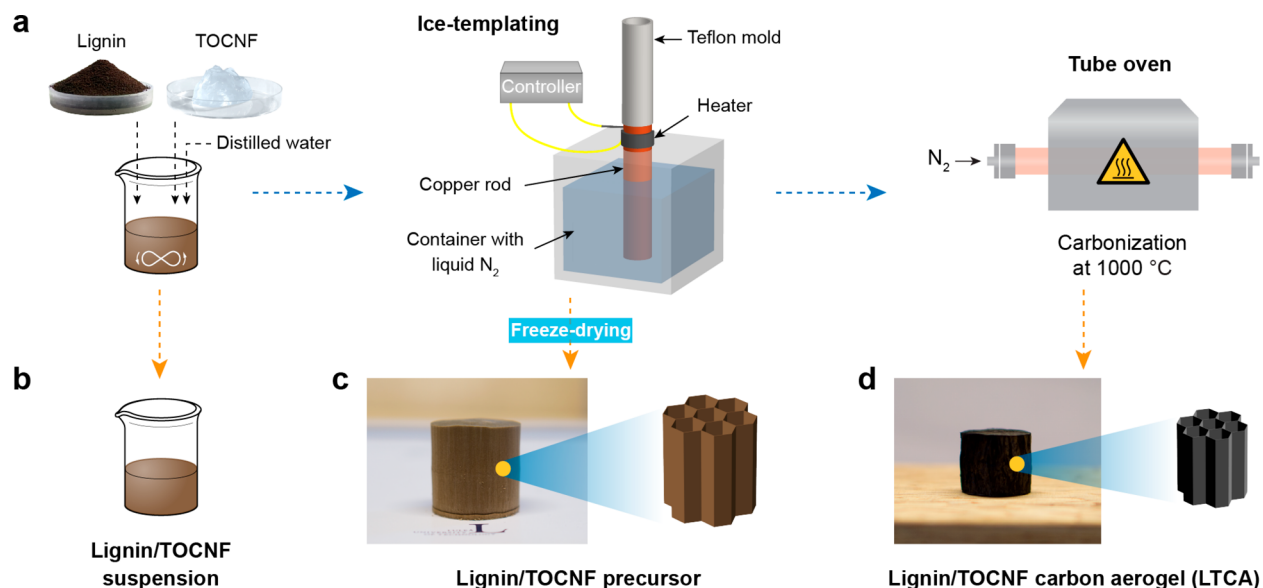 a
Lignin
TOCNF
Distilled water
Ice-templating
Controller
Teflon mold
Heater
Copper rod
Container with
liquid N₂
Tube oven
N₂
Carbonization
at 1000 °C
Freeze-drying
b
Lignin/TOCNF
suspension
c
L
Lignin/TOCNF precursor
d
Lignin/TOCNF carbon aerogel (LTCA)